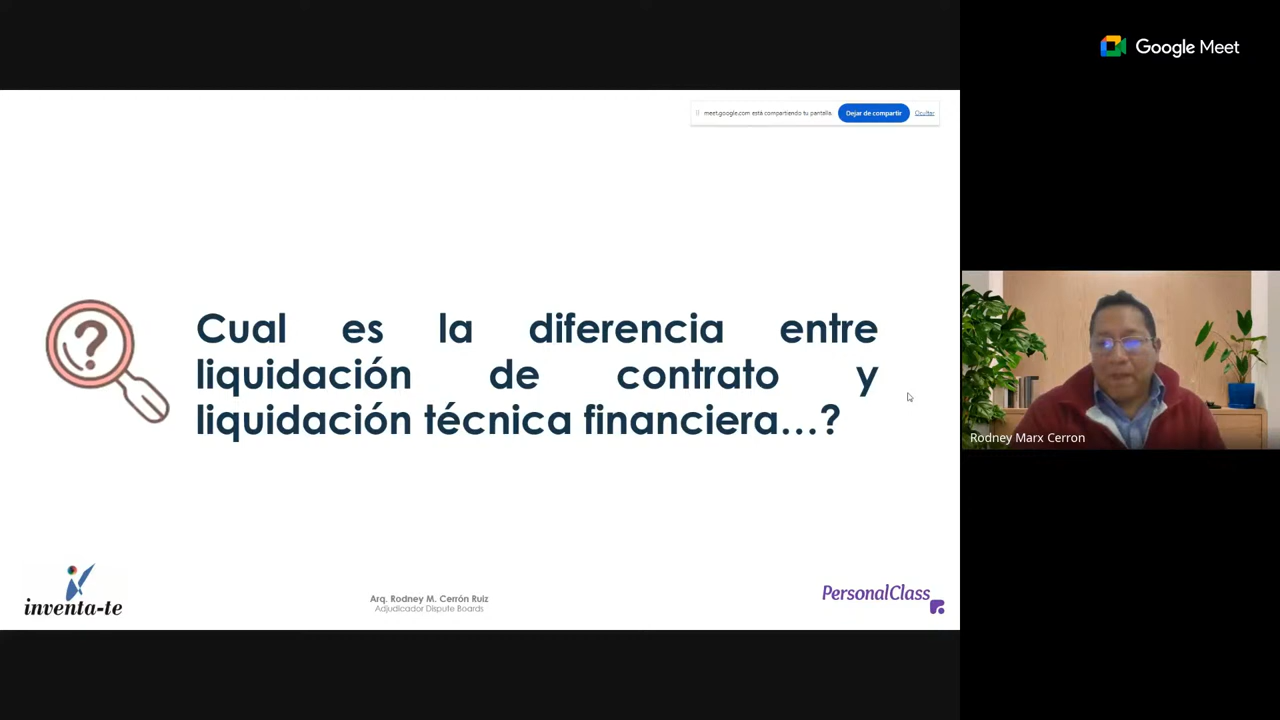 Google Meet
meet.google.com está compartiendo tu pantalla.
Dejar de compartir
Ocultar
?
Cual es la diferencia entre
liquidación de contrato y
liquidación técnica financiera...?
Rodney Marx Cerron
inventa-te
Arq. Rodney M. Cerrón Ruiz
Adjudicador Dispute Boards
PersonalClass